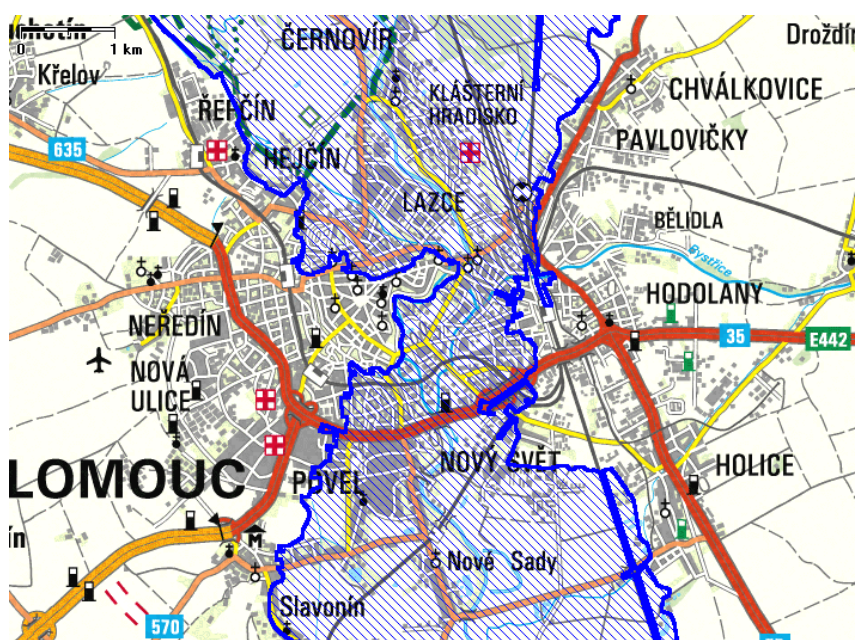 ČERNOVÍR
1 km
0
Křelov
CHVÁLKOVICE
KLÁŠTERNÍ
HRADISKO
ŘEPČÍN
PAVLOVIČKY
635
HEJČÍN
LAZCE
BĚLIDLA
Bystřice
HODOLANY
NEŘEDÍN
35
E442
NOVÁ
ULICE
NOVÝ SVĚT
HOLICE
LOMOUC
POVEL
M
Nové Sady
Slavonín
570